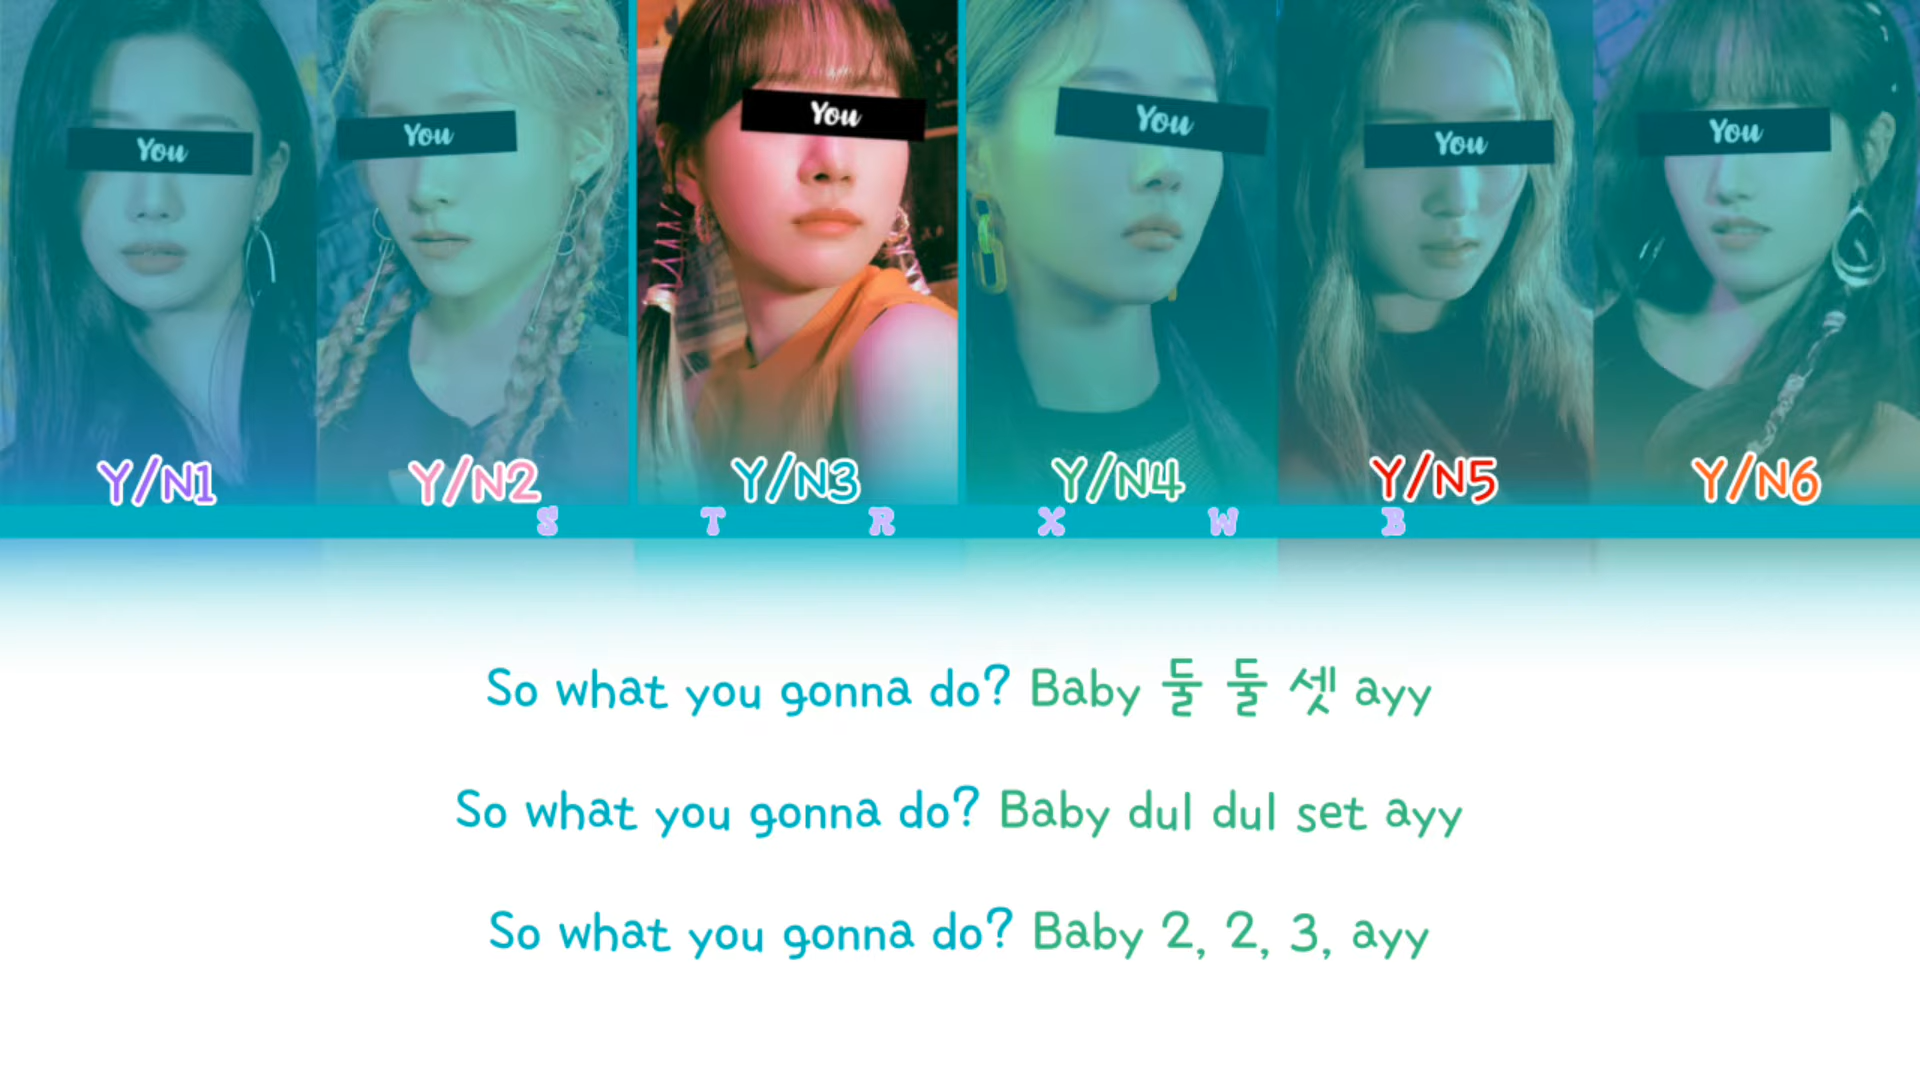 You You You You You You
Y/N1 Y/N2 Y/N3 Y/N4 Y/N5 Y/N6
S T R X W B
So what you gonna do? Baby 둘 둘 셋 ayy
So what you gonna do? Baby dul dul set ayy
So what you gonna do? Baby 2, 2, 3, ayy